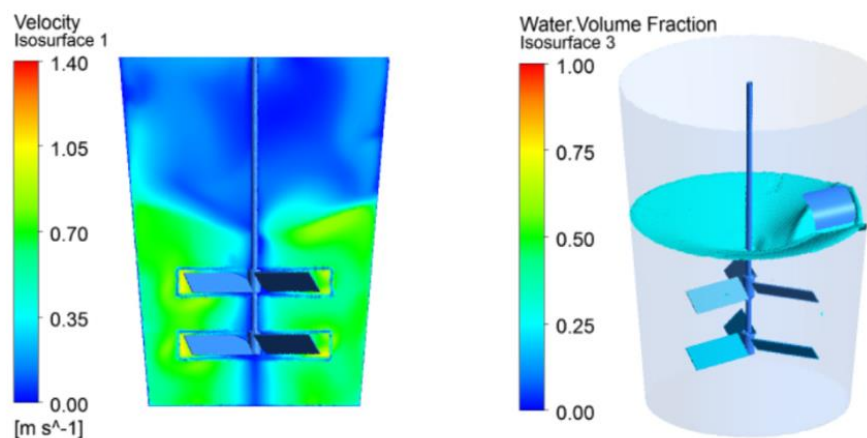 Velocity
Isosurface 1
1.40
1.05
0.70
0.35
0.00
[m s^-1]
Water.Volume Fraction
Isosurface 3
1.00
0.75
0.50
0.25
0.00